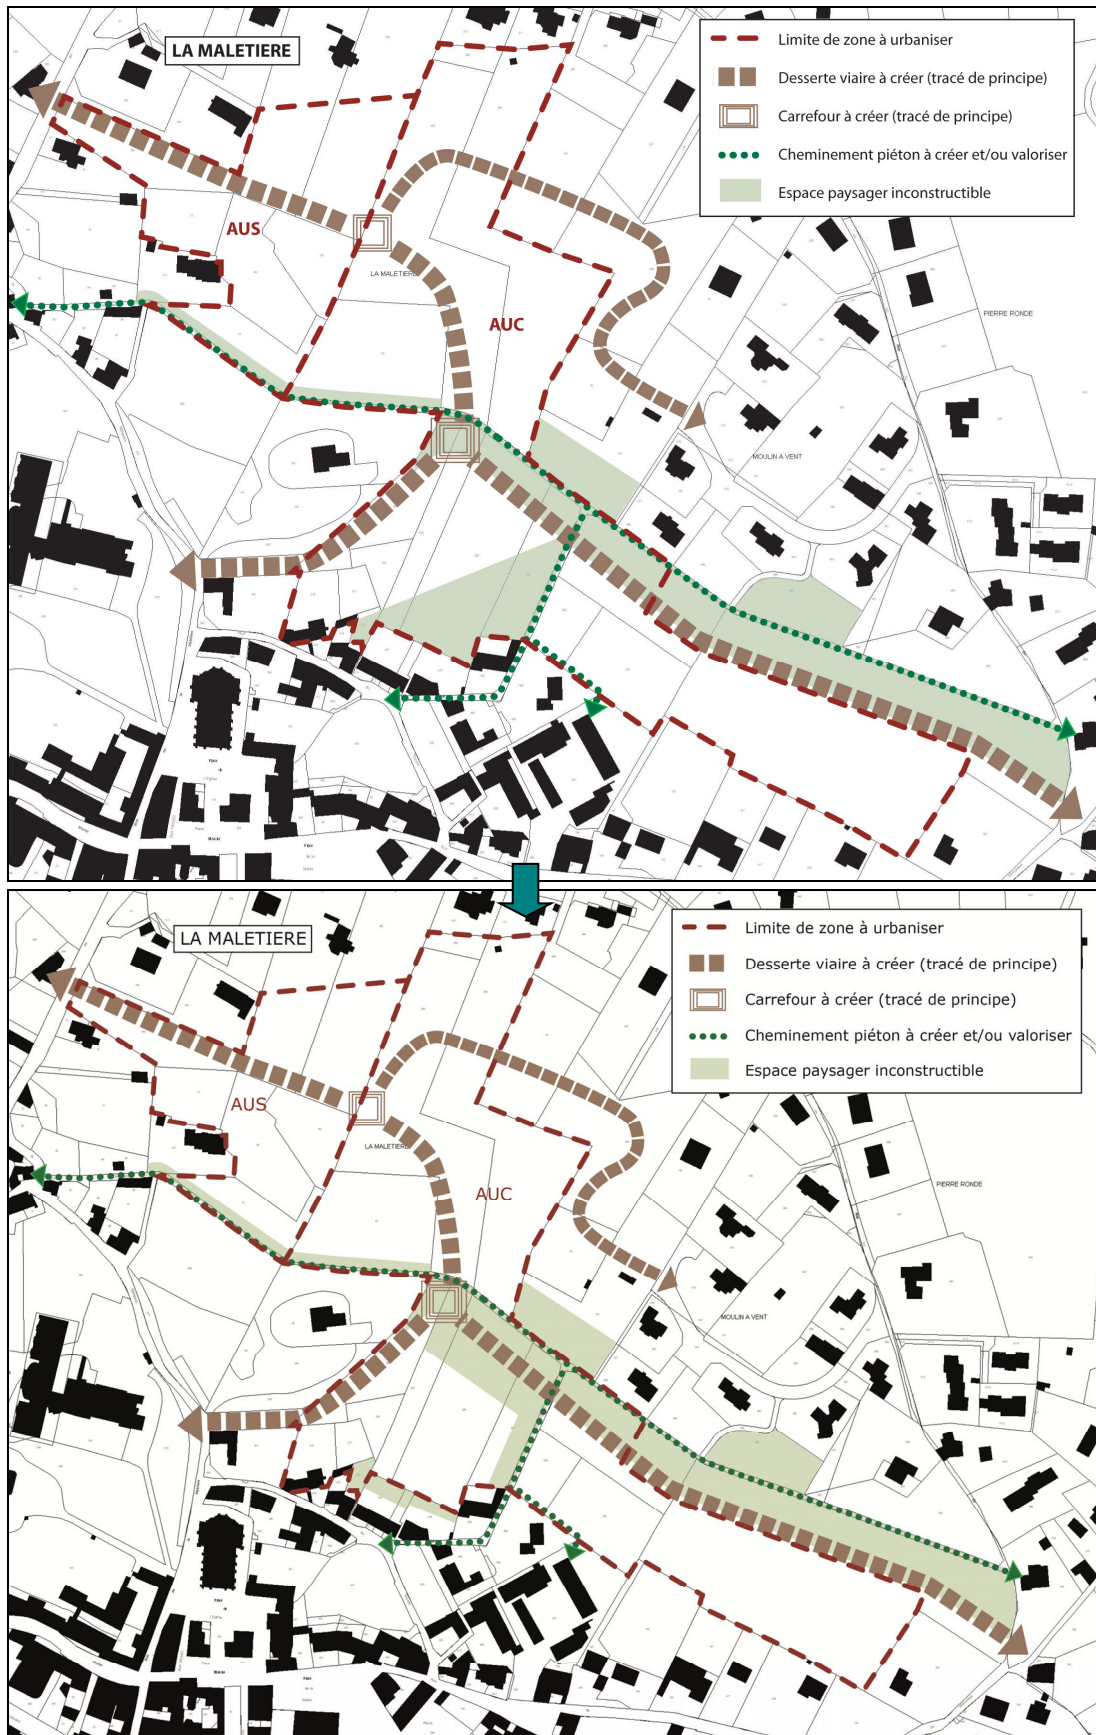 LA MALETIERE
Limite de zone à urbaniser
Desserte viaire à créer (tracé de principe)
Carrefour à créer (tracé de principe)
Cheminement piéton à créer et/ou valoriser
Espace paysager inconstructible
AUS
LA MALETIERE
AUC
PIERRE RONDE
MOULIN A VENT
Mairie
LA MALETIERE
Limite de zone à urbaniser
Desserte viaire à créer (tracé de principe)
Carrefour à créer (tracé de principe)
Cheminement piéton à créer et/ou valoriser
Espace paysager inconstructible
AUS
LA MALETIERE
AUC
PIERRE RONDE
MOULIN A VENT
Mairie